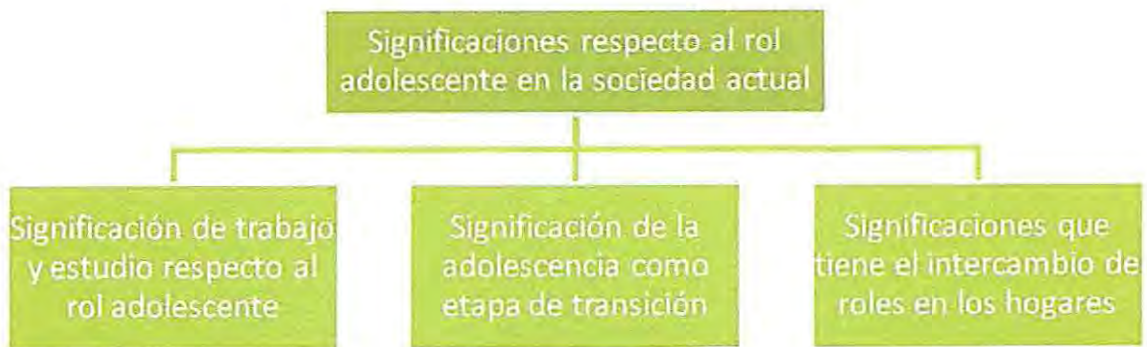 Significaciones respecto al rol
adolescente en la sociedad actual
Significación de trabajo
y estudio respecto al
rol adolescente
Significación de la
adolescencia como
etapa de transición
Significaciones que
tiene el intercambio de
roles en los hogares